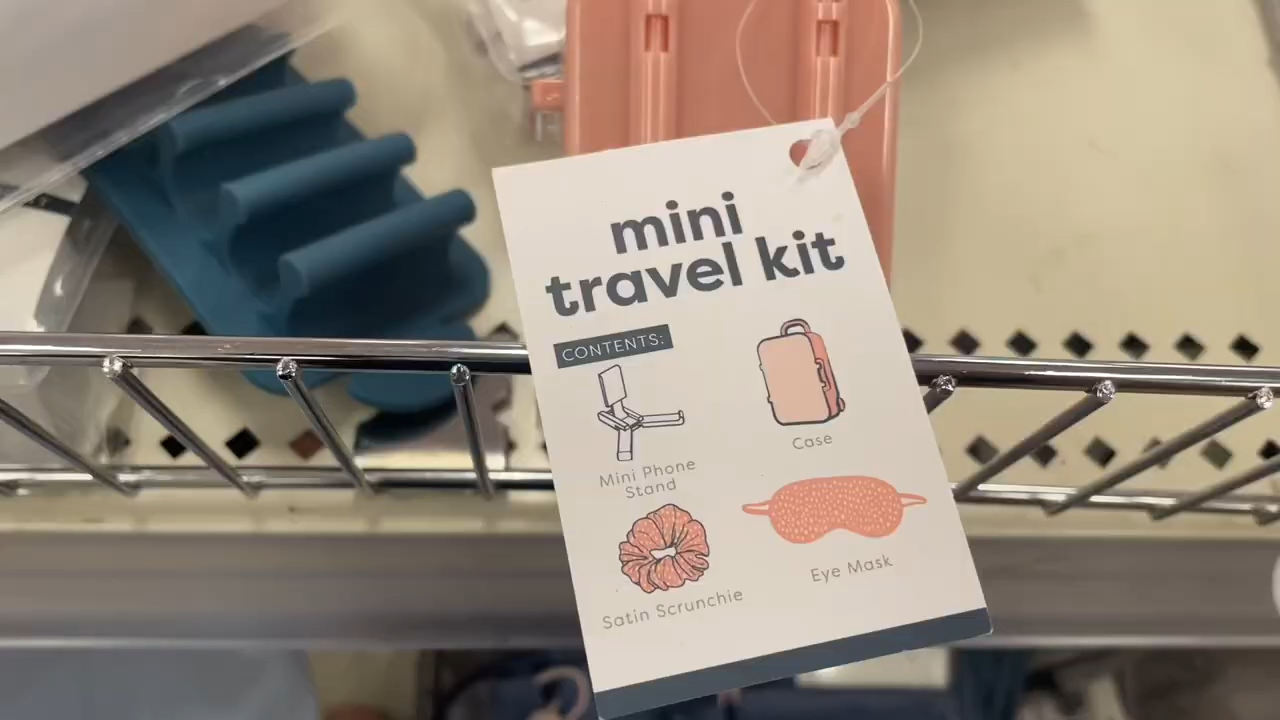 mini
travel kit
CONTENTS:
Mini Phone
Stand
Case
Satin Scrunchie
Eye Mask